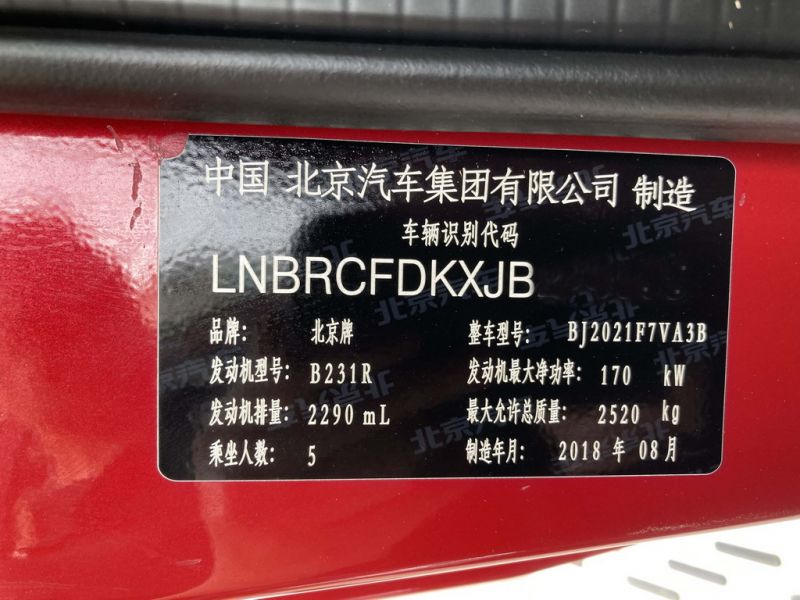 中国 北京汽车集团有限公司 制造
车辆识别代码
LNBRCFDKXJB
品牌: 北京牌 整车型号: BJ2021F7VA3B
发动机型号: B231R 发动机最大净功率: 170 kW
发动机排量: 2290 mL 最大允许总质量: 2520 kg
乘坐人数: 5 制造年月: 2018 年 08月